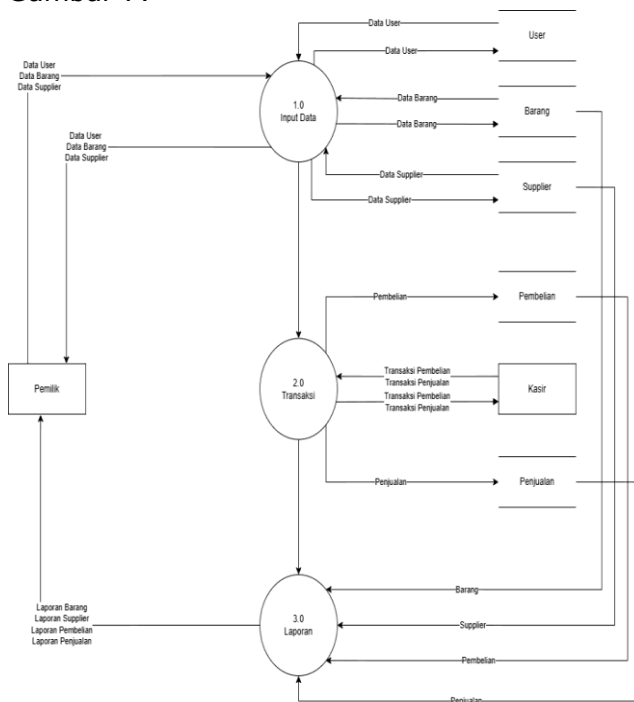 Data User
User
Data User
Data User
Data Barang
Data Supplier
1.0
Input Data
Data Barang
Barang
Data Barang
Data User
Data Barang
Data Supplier
Data Supplier
Supplier
Data Supplier
Pembelian
Pembelian
Pemilik
2.0
Transaksi
Transaksi Pembelian
Transaksi Penjualan
Transaksi Pembelian
Transaksi Penjualan
Kasir
Penjualan
Penjualan
Barang
Laporan Barang
Laporan Supplier
Laporan Pembelian
Laporan Penjualan
3.0
Laporan
Supplier
Pembelian
Penjualan